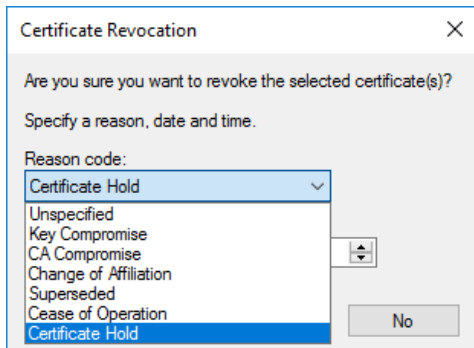 Certificate Revocation
Are you sure you want to revoke the selected certificate(s)?
Specify a reason, date and time.
Reason code:
Certificate Hold
Unspecified
Key Compromise
CA Compromise
Change of Affiliation
Superseded
Cease of Operation
Certificate Hold
No